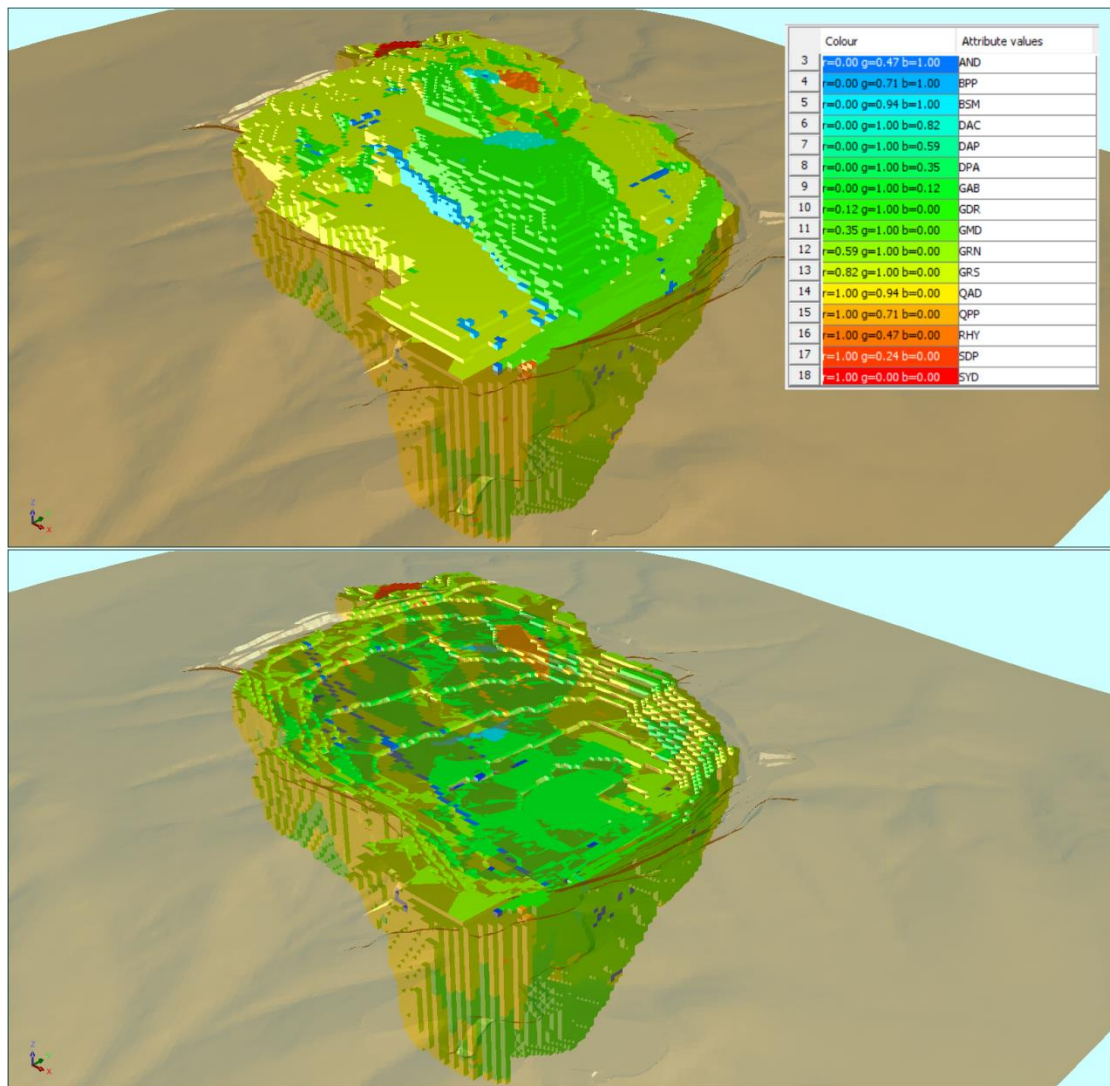 Colour Attribute values
3 r=0.00 g=0.47 b=1.00 AND
4 r=0.00 g=0.71 b=1.00 BPP
5 r=0.00 g=0.94 b=1.00 BSM
6 r=0.00 g=1.00 b=0.82 DAC
7 r=0.00 g=1.00 b=0.59 DAP
8 r=0.00 g=1.00 b=0.35 DPA
9 r=0.00 g=1.00 b=0.12 GAB
10 r=0.12 g=1.00 b=0.00 GDR
11 r=0.35 g=1.00 b=0.00 GMD
12 r=0.59 g=1.00 b=0.00 GRN
13 r=0.82 g=1.00 b=0.00 GRS
14 r=1.00 g=0.94 b=0.00 QAD
15 r=1.00 g=0.71 b=0.00 QPP
16 r=1.00 g=0.47 b=0.00 RHY
17 r=1.00 g=0.24 b=0.00 SDP
18 r=1.00 g=0.00 b=0.00 SYD
Z
X
Z
X